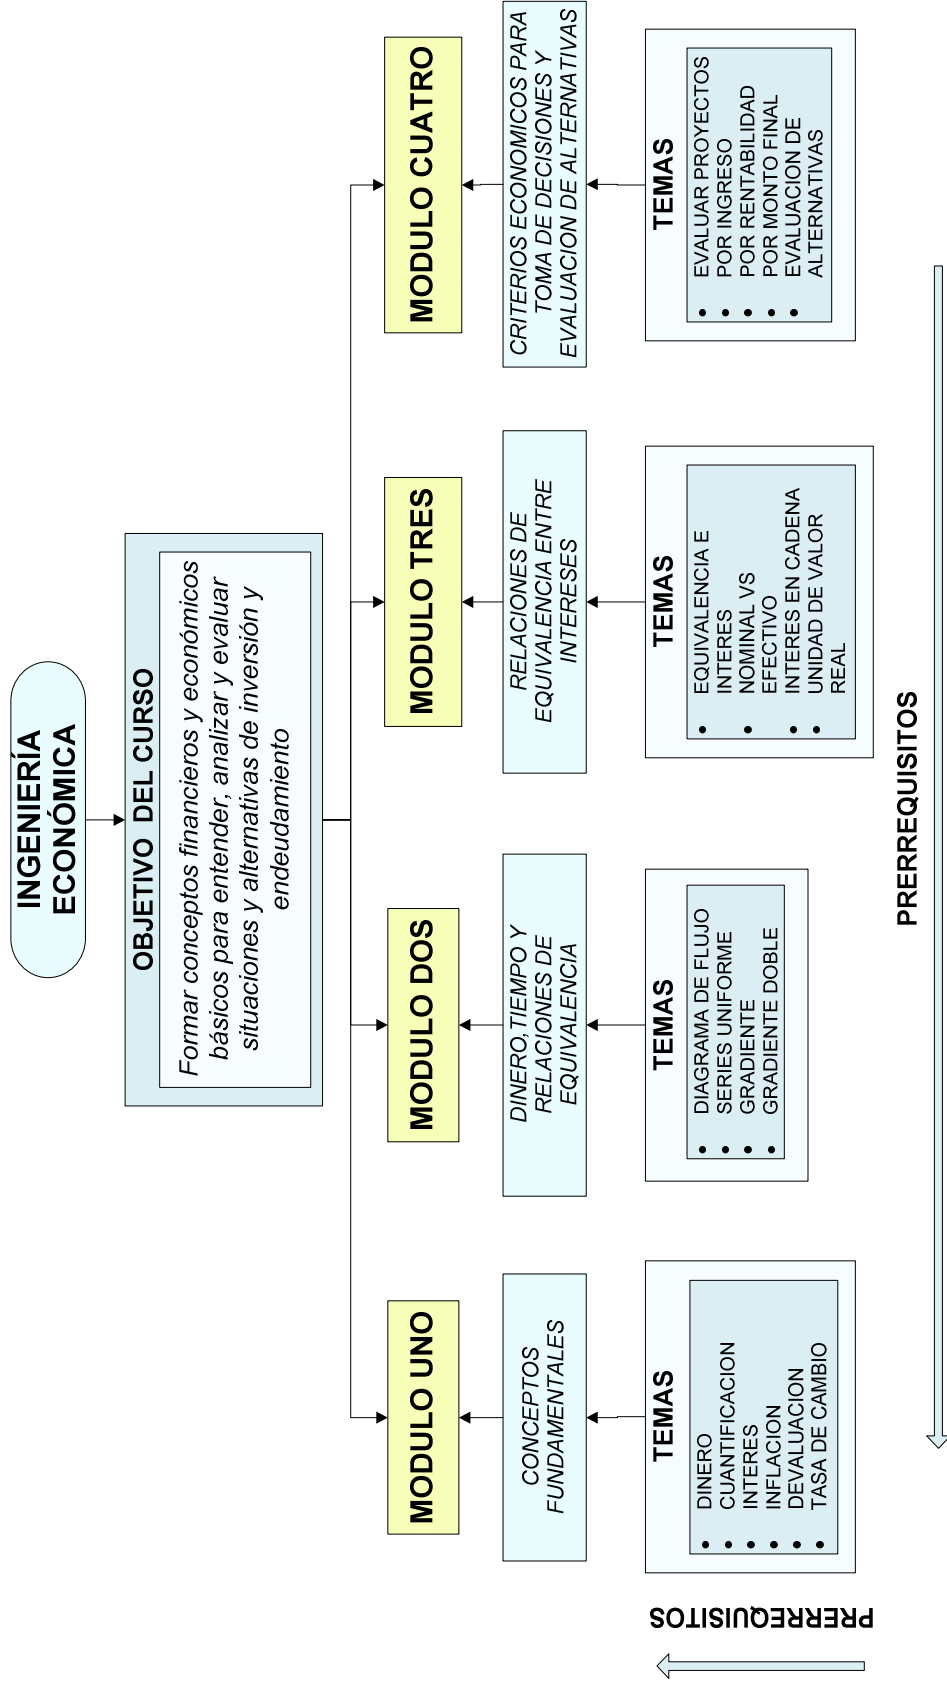 INGENIERÍA
ECONÓMICA
OBJETIVO DEL CURSO
Formar conceptos financieros y económicos
básicos para entender, analizar y evaluar
situaciones y alternativas de inversión y
endeudamiento
MODULO UNO
CONCEPTOS
FUNDAMENTALES
TEMAS
• DINERO
• CUANTIFICACION
• INTERES
• INFLACION
• DEVALUACION
• TASA DE CAMBIO
MODULO DOS
DINERO,TIEMPO Y
RELACIONES DE
EQUIVALENCIA
TEMAS
• DIAGRAMA DE FLUJO
• SERIES UNIFORME
• GRADIENTE
• GRADIENTE DOBLE
MODULO TRES
RELACIONES DE
EQUIVALENCIA ENTRE
INTERESES
TEMAS
• EQUIVALENCIA E
INTERES
• NOMINAL VS
EFECTIVO
• INTERES EN CADENA
• UNIDAD DE VALOR
REAL
MODULO CUATRO
CRITERIOS ECONOMICOS PARA
TOMA DE DECISIONES Y
EVALUACION DE ALTERNATIVAS
TEMAS
• EVALUAR PROYECTOS
• POR INGRESO
• POR RENTABILIDAD
• POR MONTO FINAL
• EVALUACION DE
ALTERNATIVAS
PRERREQUISITOS
PRERREQUISITOS